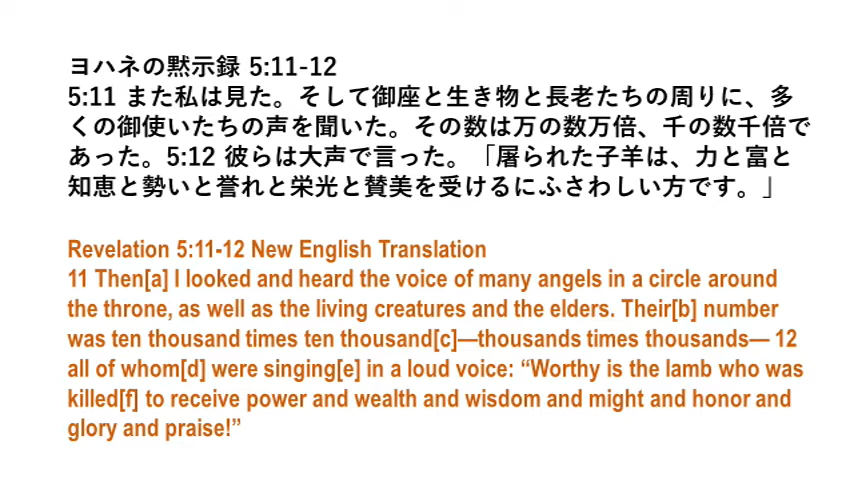 ヨハネの黙示録 5:11-12
5:11 また私は見た。そして御座と生き物と長老たちの周りに、多
くの御使いたちの声を聞いた。その数は万の数万倍、千の数千倍で
あった。5:12 彼らは大声で言った。「屠られた子羊は、力と富と
知恵と勢いと誉れと栄光と賛美を受けるにふさわしい方です。」
Revelation 5:11-12 New English Translation
11 Then[a] I looked and heard the voice of many angels in a circle around
the throne, as well as the living creatures and the elders. Their[b] number
was ten thousand times ten thousand[c]—thousands times thousands— 12
all of whom[d] were singing[e] in a loud voice: “Worthy is the lamb who was
killed[f] to receive power and wealth and wisdom and might and honor and
glory and praise!”